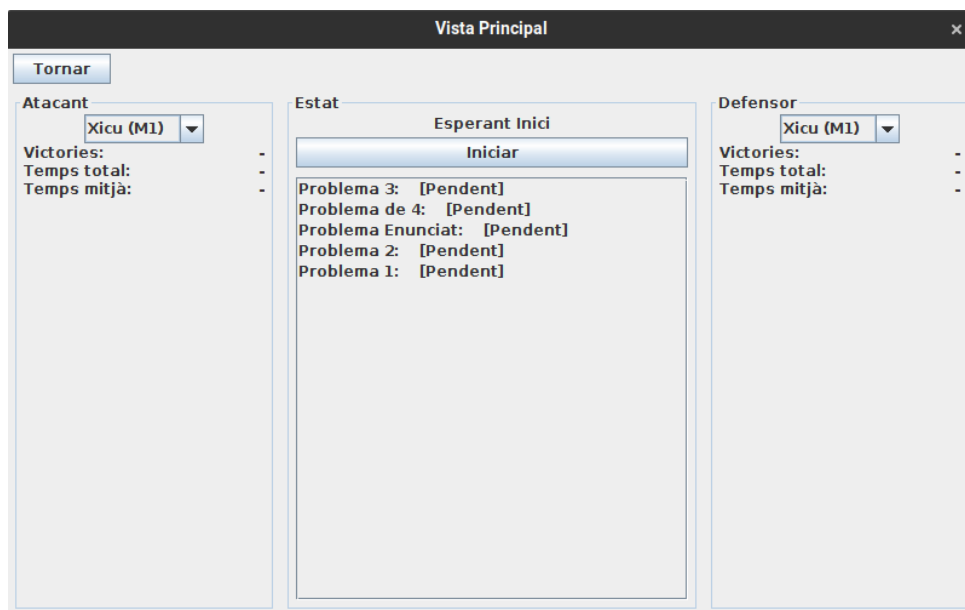 Vista Principal
Tornar
Atacant
Xicu (M1)
Victories: -
Temps total: -
Temps mitjà: -
Estat
Esperant Inici
Iniciar
Problema 3: [Pendent]
Problema de 4: [Pendent]
Problema Enunciat: [Pendent]
Problema 2: [Pendent]
Problema 1: [Pendent]
Defensor
Xicu (M1)
Victories: -
Temps total: -
Temps mitjà: -